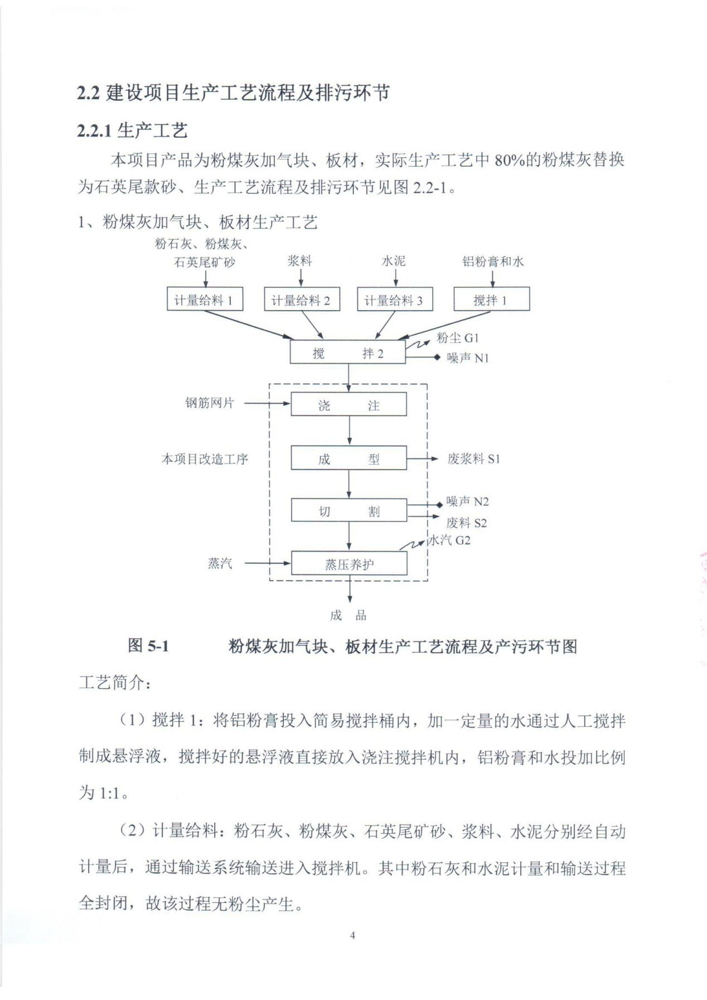 2.2 建设项目生产工艺流程及排污环节
2.2.1 生产工艺
本项目产品为粉煤灰加气块、板材，实际生产工艺中 80%的粉煤灰替换
为石英尾款砂、生产工艺流程及排污环节见图 2.2-1。
1、粉煤灰加气块、板材生产工艺
粉石灰、粉煤灰、
石英尾矿砂 浆料 水泥 铝粉膏和水
计量给料 1 计量给料 2 计量给料 3 搅拌 1
粉尘 G1
搅 拌 2
噪声 N1
钢筋网片 浇 注
本项目改造工序 成 型 废浆料 S1
噪声 N2
切 割
废料 S2
水汽 G2
蒸汽 蒸压养护
成 品
图 5-1 粉煤灰加气块、板材生产工艺流程及产污环节图
工艺简介：
（1）搅拌 1：将铝粉膏投入简易搅拌桶内，加一定量的水通过人工搅拌
制成悬浮液，搅拌好的悬浮液直接放入浇注搅拌机内，铝粉膏和水投加比例
为 1:1。
（2）计量给料：粉石灰、粉煤灰、石英尾矿砂、浆料、水泥分别经自动
计量后，通过输送系统输送进入搅拌机。其中粉石灰和水泥计量和输送过程
全封闭，故该过程无粉尘产生。
4